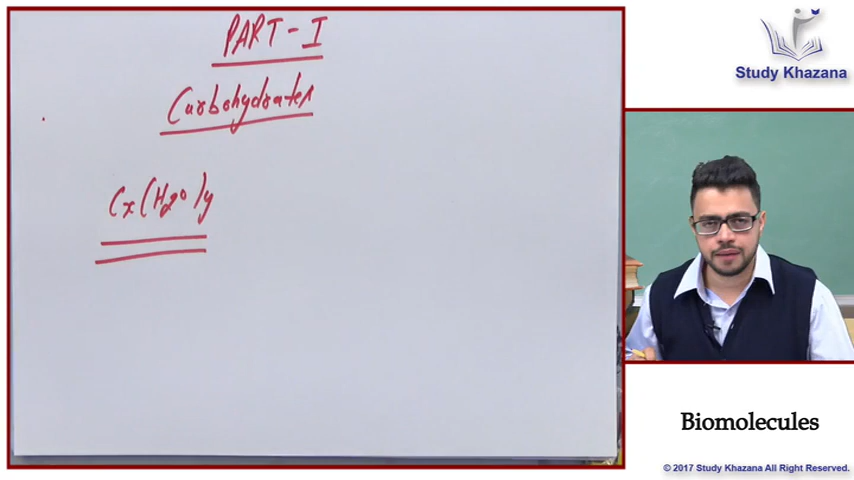 PART - I
Carbohydrates
Cx(H2O)y
Study Khazana
Biomolecules
© 2017 Study Khazana All Right Reserved.